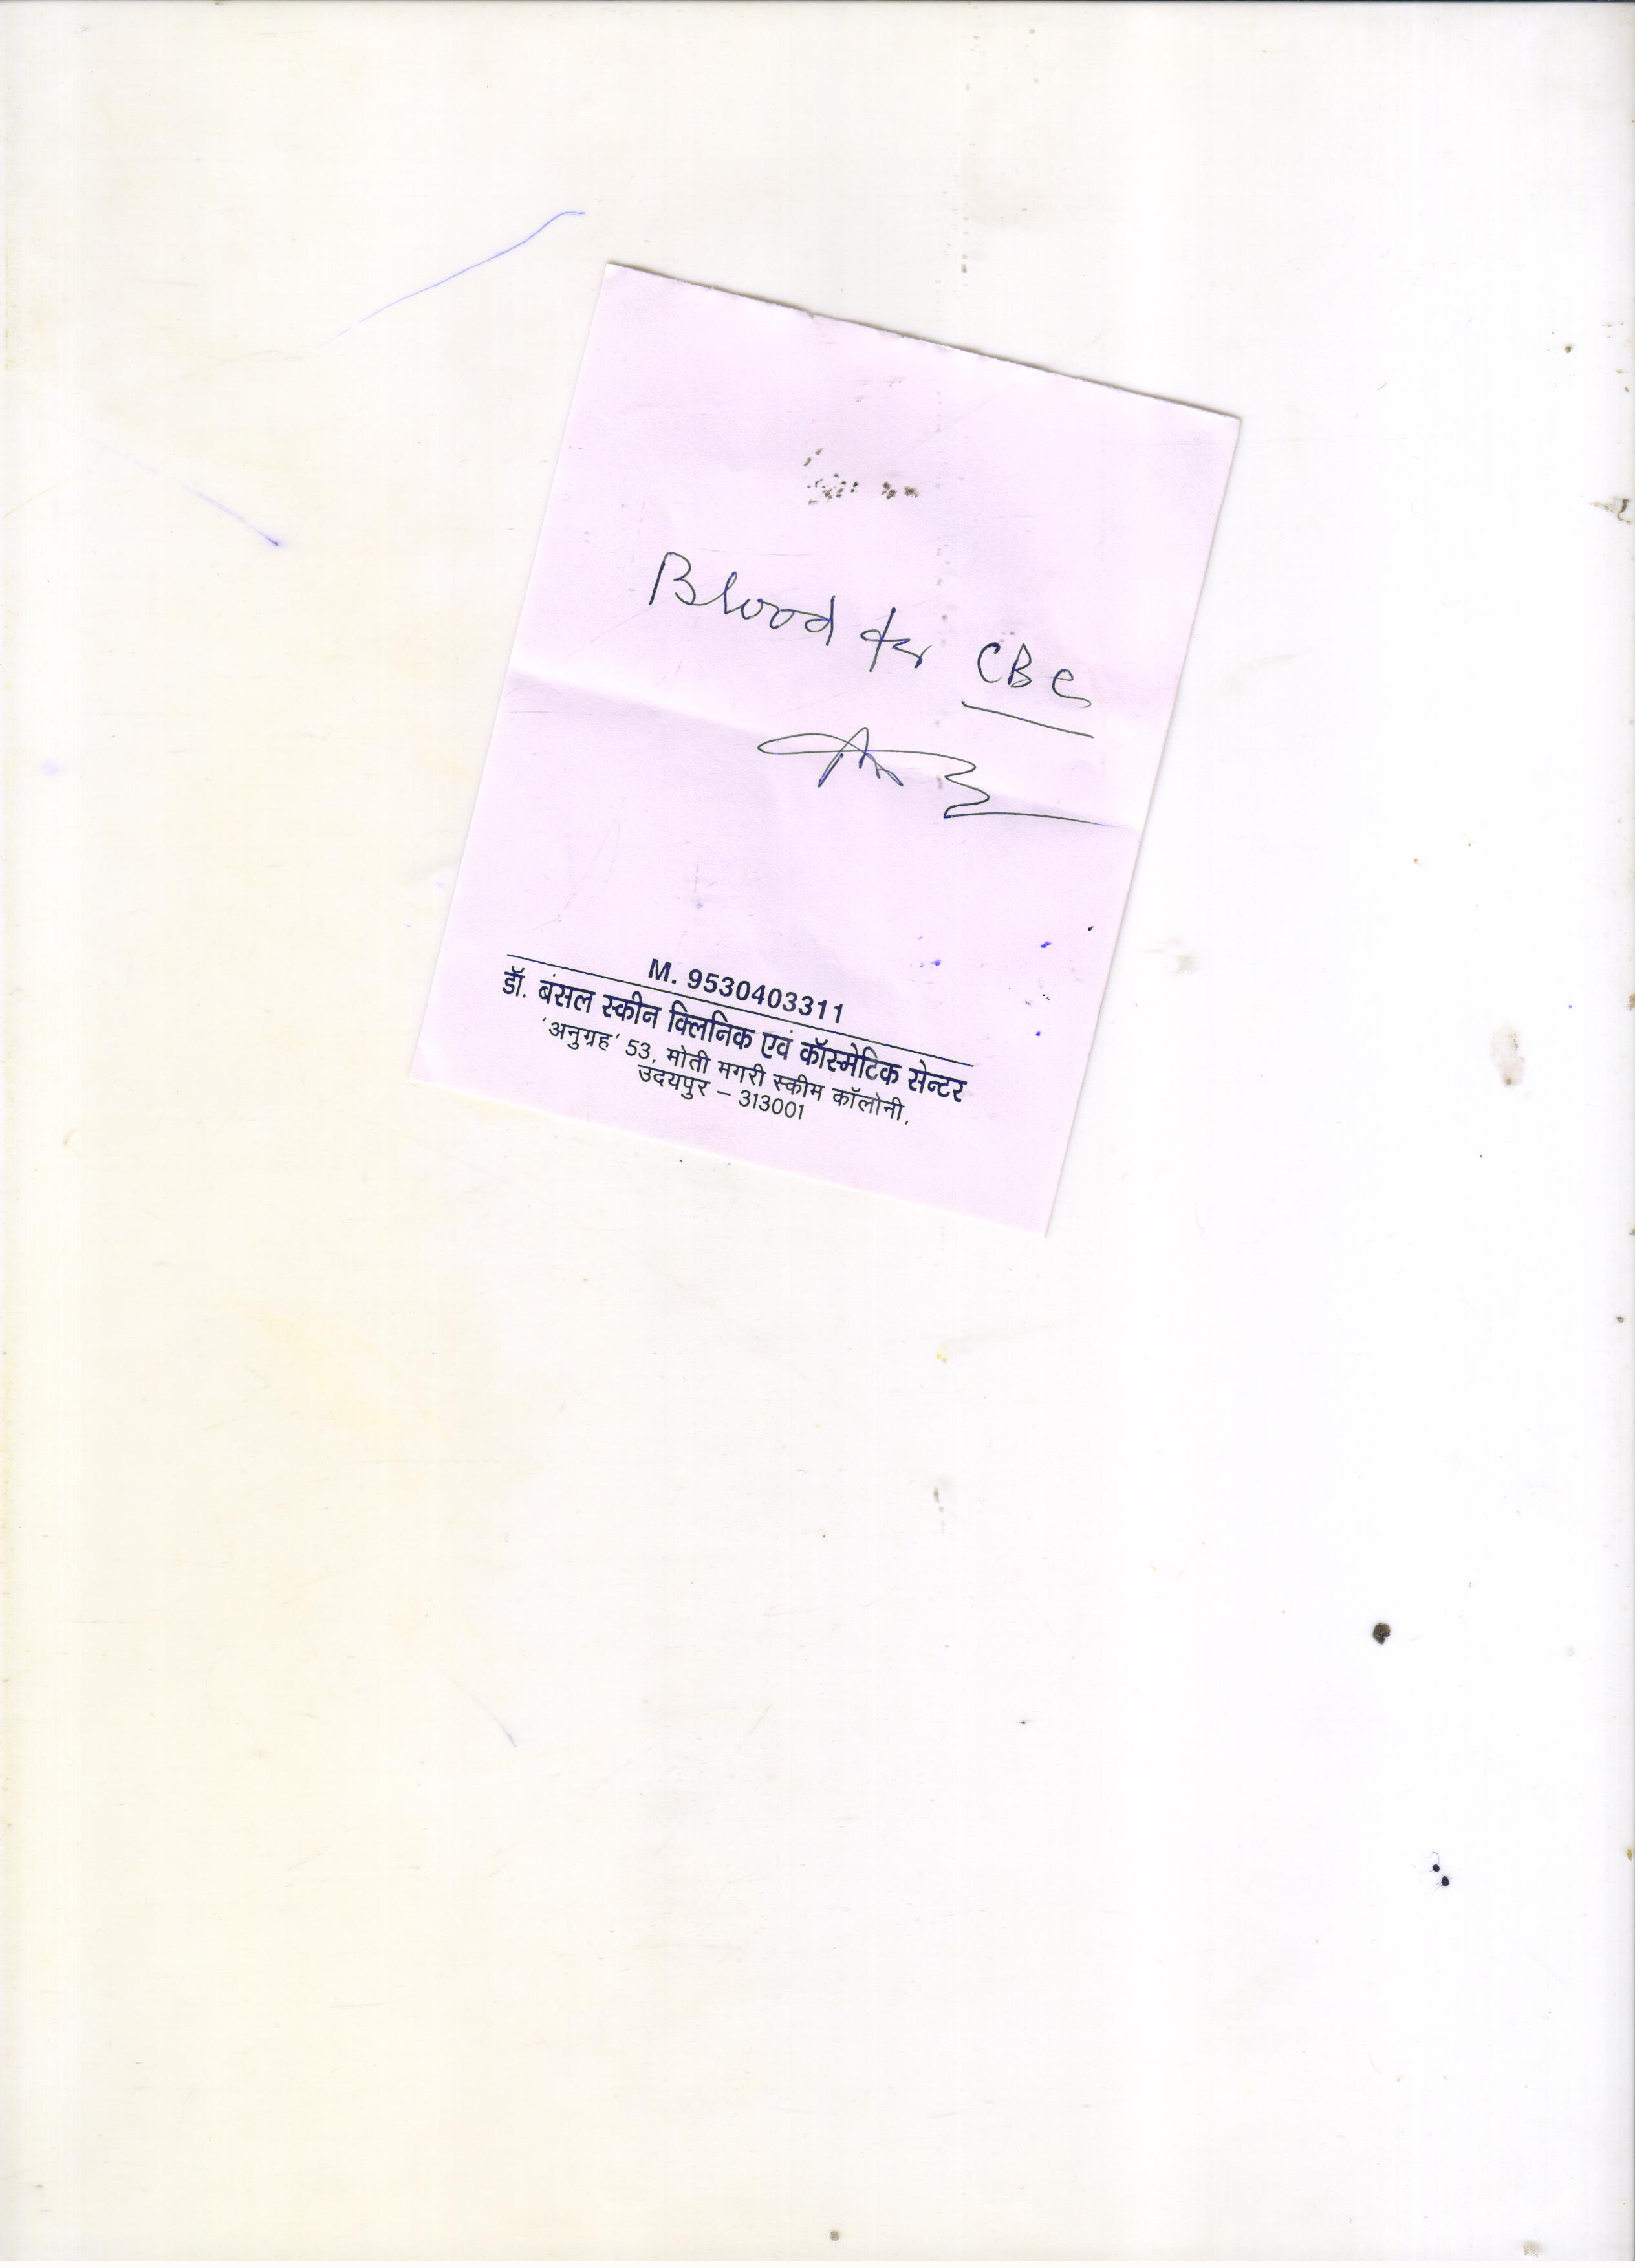 Blood for CBC
M. 9530403311
डॉ. बंसल स्कीन क्लिनिक एवं कॉस्मेटिक सेन्टर
'अनुग्रह' 53, मोती मगरी स्कीम कॉलोनी,
उदयपुर – 313001